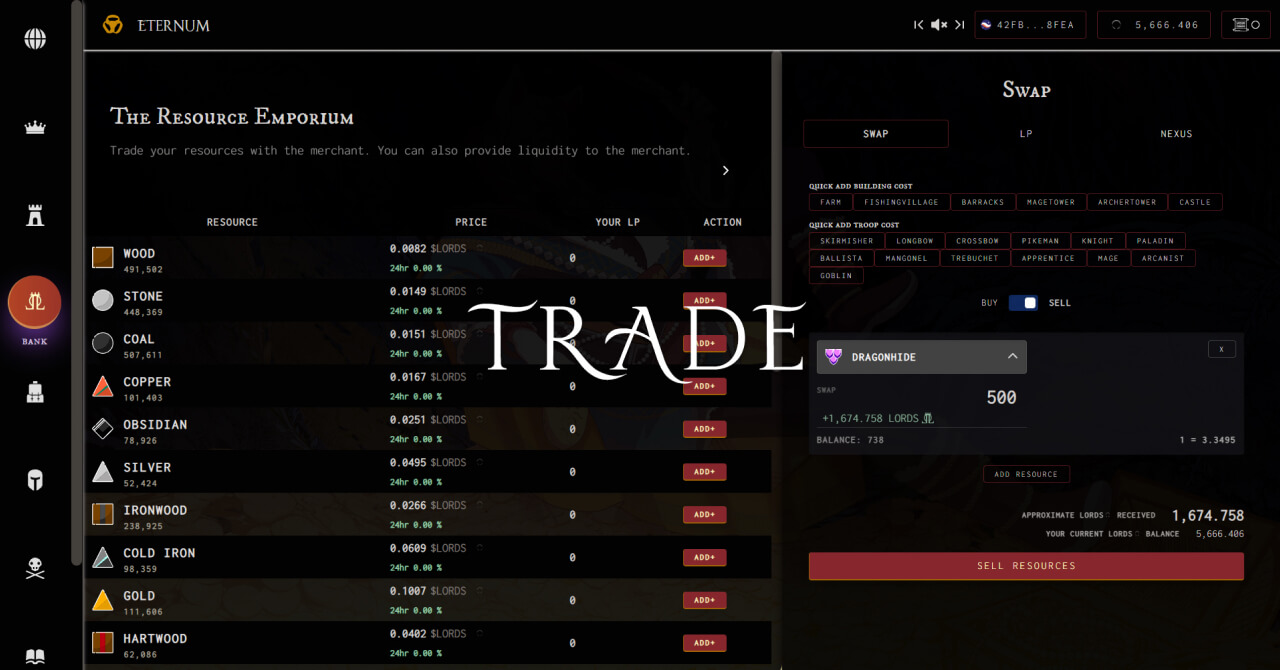 ETERNUM
42FB...8FEA
5,666.406
BANK
THE RESOURCE EMPORIUM
Trade your resources with the merchant. You can also provide liquidity to the merchant.
RESOURCE PRICE YOUR LP ACTION
WOOD 0.0082 $LORDS 0 ADD+
491,502 24hr 0.00 %
STONE 0.0149 $LORDS 0 ADD+
448,369 24hr 0.00 %
COAL 0.0151 $LORDS 0 ADD+
507,611 24hr 0.00 %
COPPER 0.0167 $LORDS 0 ADD+
101,403 24hr 0.00 %
OBSIDIAN 0.0251 $LORDS 0 ADD+
78,926 24hr 0.00 %
SILVER 0.0495 $LORDS 0 ADD+
52,424 24hr 0.00 %
IRONWOOD 0.0266 $LORDS 0 ADD+
238,925 24hr 0.00 %
COLD IRON 0.0609 $LORDS 0 ADD+
98,359 24hr 0.00 %
GOLD 0.1007 $LORDS 0 ADD+
111,606 24hr 0.00 %
HARTWOOD 0.0402 $LORDS 0 ADD+
62,086 24hr 0.00 %
TRADE
SWAP
SWAP LP NEXUS
QUICK ADD BUILDING COST
FARM FISHINGVILLAGE BARRACKS MAGETOWER ARCHERTOWER CASTLE
QUICK ADD TROOP COST
SKIRMISHER LONGBOW CROSSBOW PIKEMAN KNIGHT PALADIN
BALLISTA MANGONEL TREBUCHET APPRENTICE MAGE ARCANIST
GOBLIN
BUY SELL
DRAGONHIDE X
SWAP 500
+1,674.758 LORDS
BALANCE: 738 1 = 3.3495
ADD RESOURCE
APPROXIMATE LORDS RECEIVED 1,674.758
YOUR CURRENT LORDS BALANCE 5,666.406
SELL RESOURCES